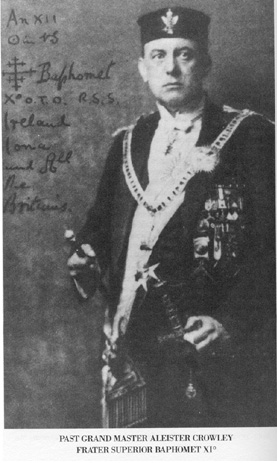 An XII
☉ in ♎
Baphomet
X° O.T.O. R.S.S.
Ireland
Iona
and all
the
Britains.
PAST GRAND MASTER ALEISTER CROWLEY
FRATER SUPERIOR BAPHOMET XI°